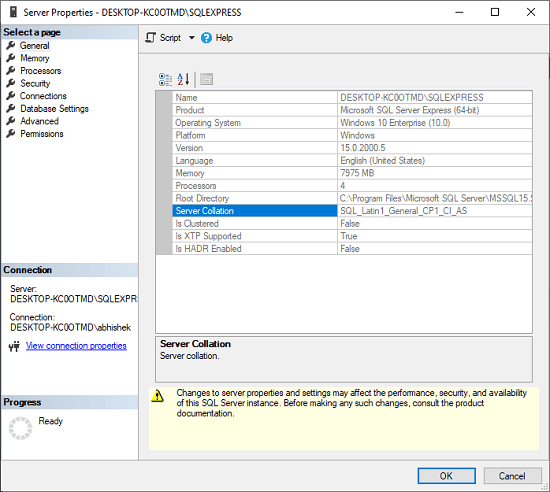 Server Properties - DESKTOP-KC0OTMD\SQLEXPRESS
Select a page
General
Memory
Processors
Security
Connections
Database Settings
Advanced
Permissions
Script
Help
Name DESKTOP-KC0OTMD\SQLEXPRESS
Product Microsoft SQL Server Express (64-bit)
Operating System Windows 10 Enterprise (10.0)
Platform Windows
Version 15.0.2000.5
Language English (United States)
Memory 7975 MB
Processors 4
Root Directory C:\Program Files\Microsoft SQL Server\MSSQL15.S
Server Collation SQL_Latin1_General_CP1_CI_AS
Is Clustered False
Is XTP Supported True
Is HADR Enabled False
Connection
Server:
DESKTOP-KC0OTMD\SQLEXPRES
Connection:
DESKTOP-KC0OTMD\abhishek
View connection properties
Server Collation
Server collation.
Progress
Ready
Changes to server properties and settings may affect the performance, security, and availability
of this SQL Server instance. Before making any such changes, consult the product
documentation.
OK
Cancel